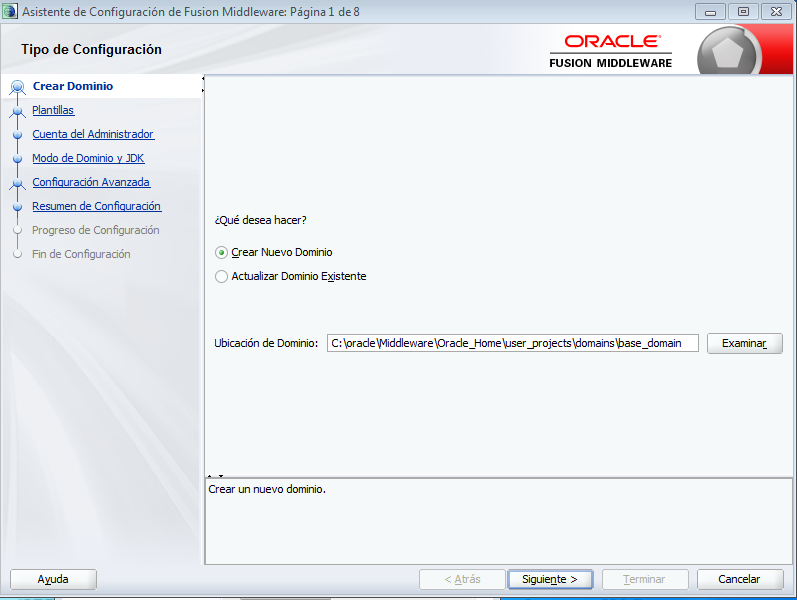 Asistente de Configuración de Fusion Middleware: Página 1 de 8
Tipo de Configuración
ORACLE
FUSION MIDDLEWARE
Crear Dominio
Plantillas
Cuenta del Administrador
Modo de Dominio y JDK
Configuración Avanzada
Resumen de Configuración
Progreso de Configuración
Fin de Configuración
¿Qué desea hacer?
Crear Nuevo Dominio
Actualizar Dominio Existente
Ubicación de Dominio: C:\oracle\Middleware\Oracle_Home\user_projects\domains\base_domain Examinar
Crear un nuevo dominio.
Ayuda < Atrás Siguiente > Terminar Cancelar